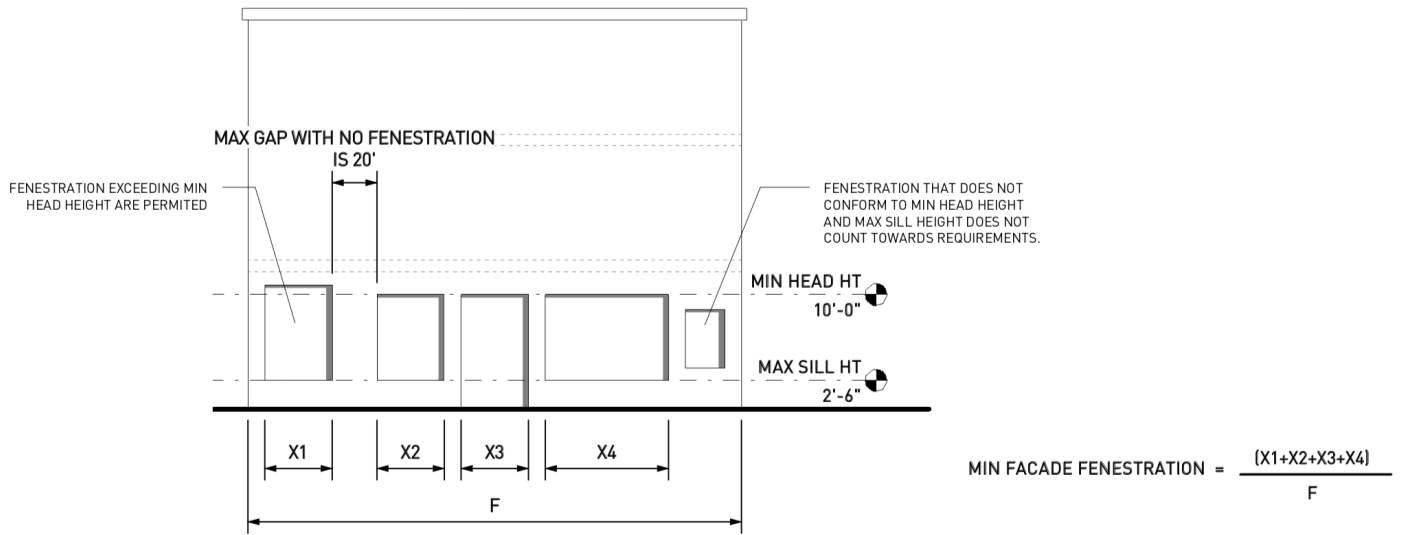 MAX GAP WITH NO FENESTRATION
IS 20'
FENESTRATION EXCEEDING MIN
HEAD HEIGHT ARE PERMITED
FENESTRATION THAT DOES NOT
CONFORM TO MIN HEAD HEIGHT
AND MAX SILL HEIGHT DOES NOT
COUNT TOWARDS REQUIREMENTS.
MIN HEAD HT
10'-0"
MAX SILL HT
2'-6"
X1 X2 X3 X4
F
MIN FACADE FENESTRATION = (X1+X2+X3+X4)
F